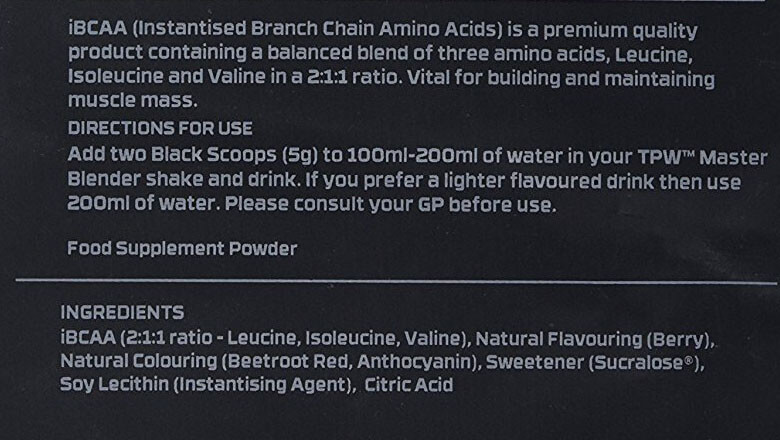 iBCAA (Instantised Branch Chain Amino Acids) is a premium quality
product containing a balanced blend of three amino acids, Leucine,
Isoleucine and Valine in a 2:1:1 ratio. Vital for building and maintaining
muscle mass.
DIRECTIONS FOR USE
Add two Black Scoops (5g) to 100ml-200ml of water in your TPW™ Master
Blender shake and drink. If you prefer a lighter flavoured drink then use
200ml of water. Please consult your GP before use.
Food Supplement Powder
INGREDIENTS
iBCAA (2:1:1 ratio - Leucine, Isoleucine, Valine), Natural Flavouring (Berry),
Natural Colouring (Beetroot Red, Anthocyanin), Sweetener (Sucralose®),
Soy Lecithin (Instantising Agent), Citric Acid